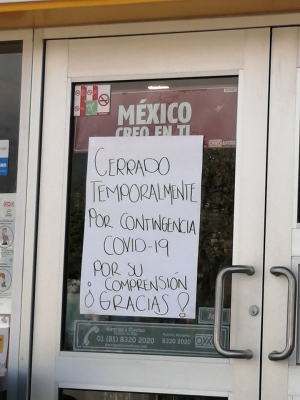 MÉXICO
CREO EN TI
CERRADO
TEMPORALMENTE
POR CONTINGENCIA
COVID-19
POR SU
COMPRENSIÓN
¡GRACIAS!
01 (81) 8320 2020
8320 2020